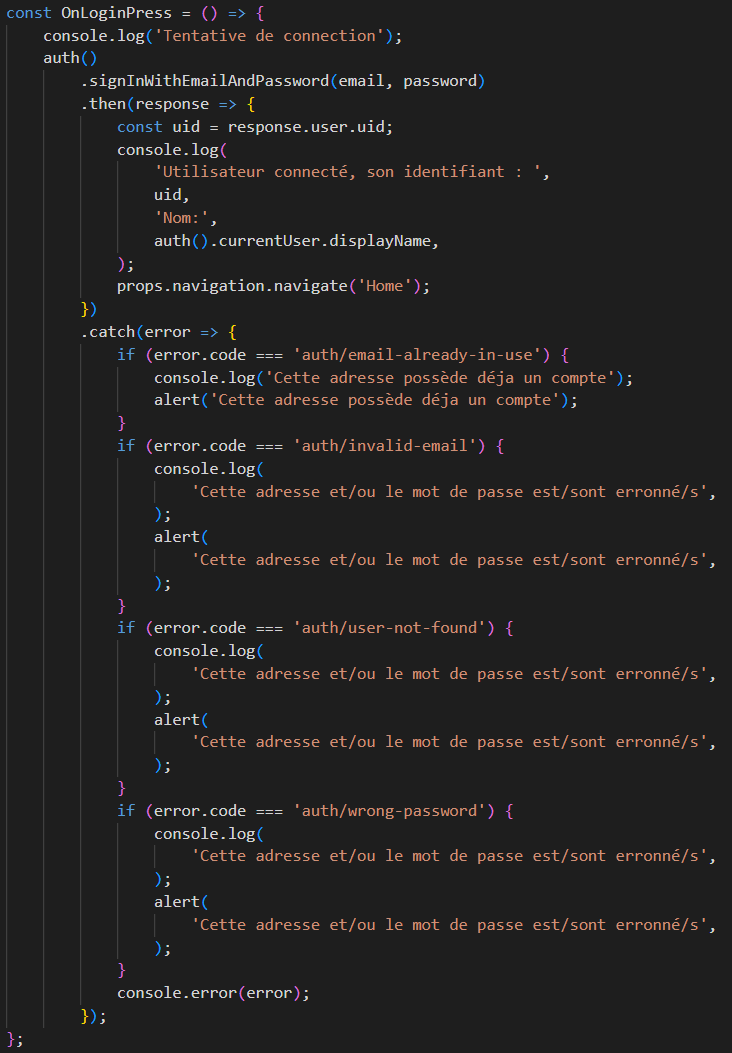 const OnLoginPress = () => {
    console.log('Tentative de connection');
    auth()
        .signInWithEmailAndPassword(email, password)
        .then(response => {
            const uid = response.user.uid;
            console.log(
                'Utilisateur connecté, son identifiant : ',
                uid,
                'Nom:',
                auth().currentUser.displayName,
            );
            props.navigation.navigate('Home');
        })
        .catch(error => {
            if (error.code === 'auth/email-already-in-use') {
                console.log('Cette adresse possède déja un compte');
                alert('Cette adresse possède déja un compte');
            }
            if (error.code === 'auth/invalid-email') {
                console.log(
                    'Cette adresse et/ou le mot de passe est/sont erronné/s',
                );
                alert(
                    'Cette adresse et/ou le mot de passe est/sont erronné/s',
                );
            }
            if (error.code === 'auth/user-not-found') {
                console.log(
                    'Cette adresse et/ou le mot de passe est/sont erronné/s',
                );
                alert(
                    'Cette adresse et/ou le mot de passe est/sont erronné/s',
                );
            }
            if (error.code === 'auth/wrong-password') {
                console.log(
                    'Cette adresse et/ou le mot de passe est/sont erronné/s',
                );
                alert(
                    'Cette adresse et/ou le mot de passe est/sont erronné/s',
                );
            }
            console.error(error);
        });
};